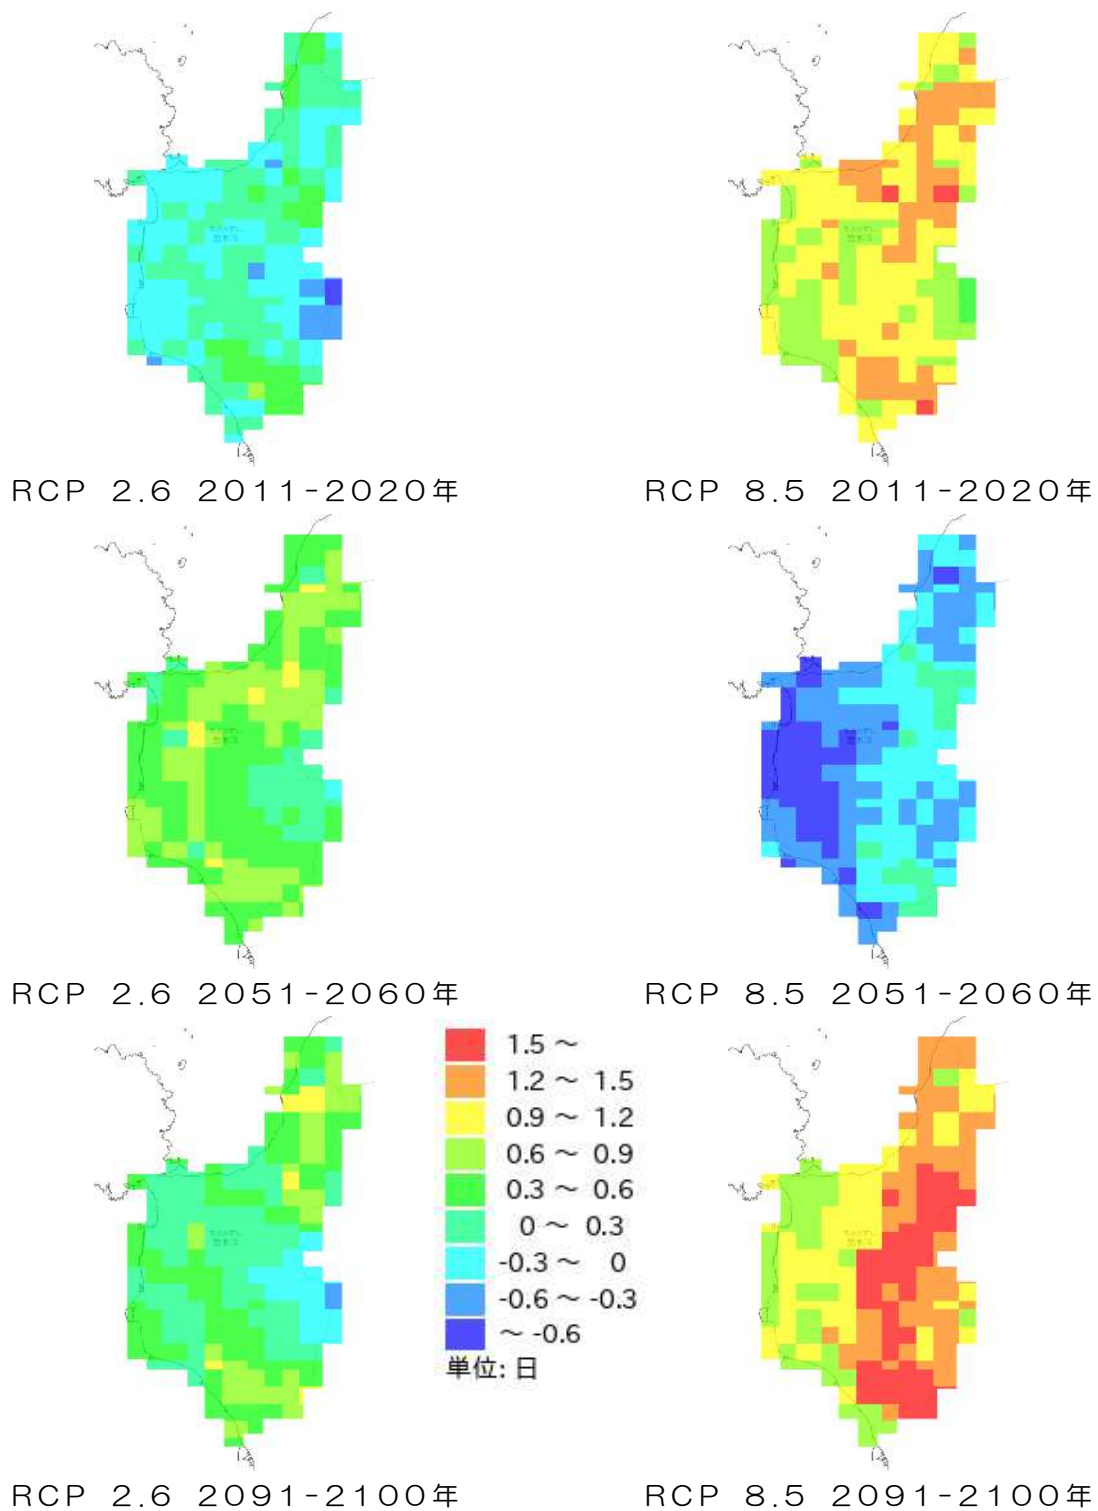 RCP 2.6 2011-2020年
RCP 8.5 2011-2020年
RCP 2.6 2051-2060年
RCP 8.5 2051-2060年
1.5 ～
1.2 ～ 1.5
0.9 ～ 1.2
0.6 ～ 0.9
0.3 ～ 0.6
0 ～ 0.3
-0.3 ～ 0
-0.6 ～ -0.3
～ -0.6
単位: 日
RCP 2.6 2091-2100年
RCP 8.5 2091-2100年